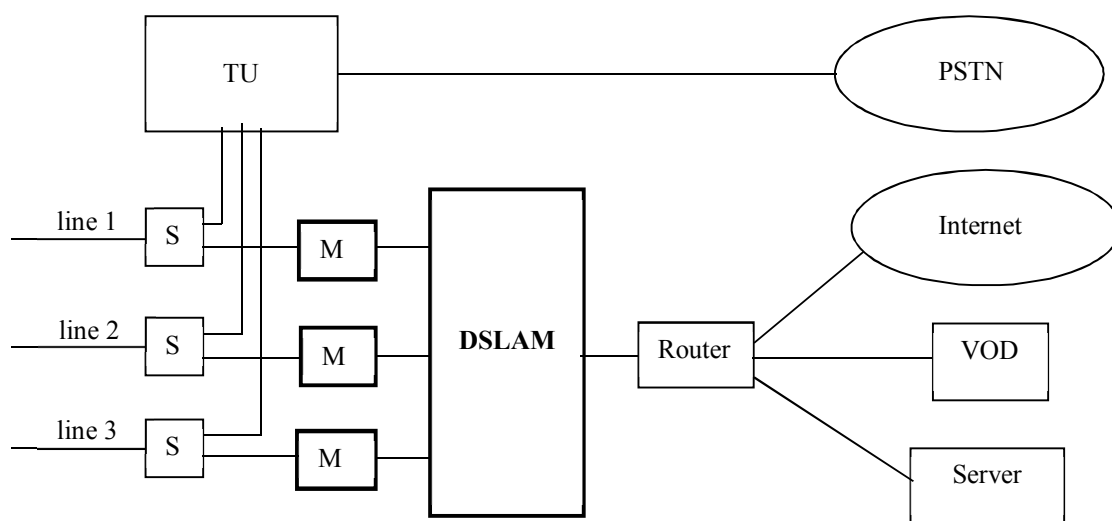 TU
PSTN
line 1
S
M
Internet
line 2
S
M
DSLAM
Router
VOD
line 3
S
M
Server